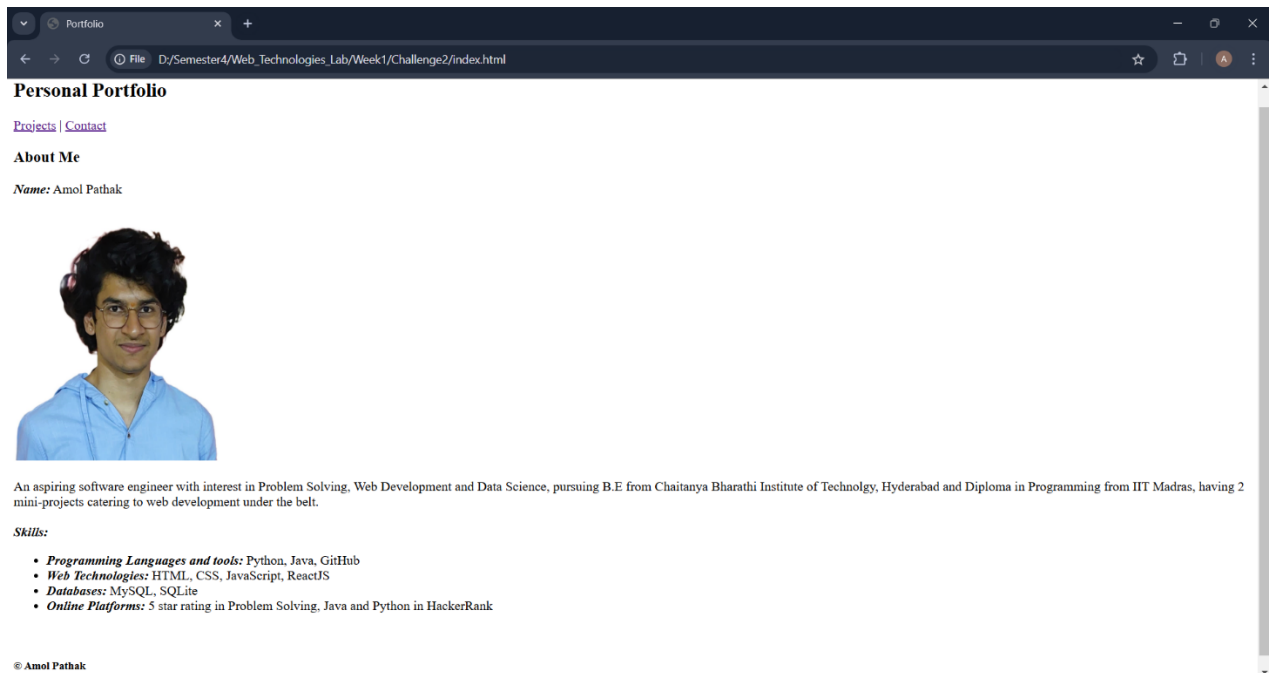 Portfolio
File D:/Semester4/Web_Technologies_Lab/Week1/Challenge2/index.html
A
Personal Portfolio
Projects | Contact
About Me
Name: Amol Pathak
An aspiring software engineer with interest in Problem Solving, Web Development and Data Science, pursuing B.E from Chaitanya Bharathi Institute of Technolgy, Hyderabad and Diploma in Programming from IIT Madras, having 2
mini-projects catering to web development under the belt.
Skills:
• Programming Languages and tools: Python, Java, GitHub
• Web Technologies: HTML, CSS, JavaScript, ReactJS
• Databases: MySQL, SQLite
• Online Platforms: 5 star rating in Problem Solving, Java and Python in HackerRank
© Amol Pathak